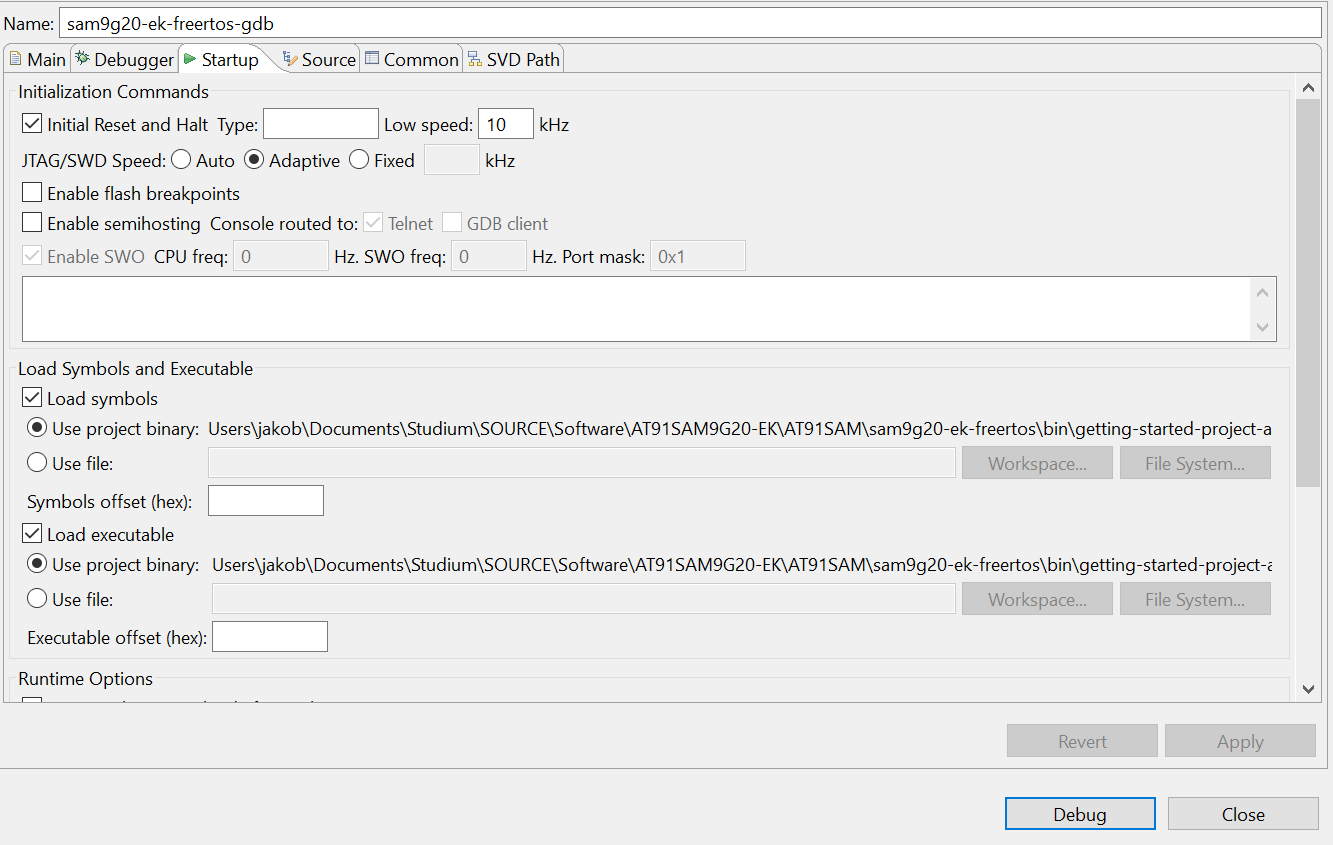 Name: sam9g20-ek-freertos-gdb
Main Debugger Startup Source Common SVD Path
Initialization Commands
Initial Reset and Halt Type: Low speed: 10 kHz
JTAG/SWD Speed: Auto Adaptive Fixed kHz
Enable flash breakpoints
Enable semihosting Console routed to: Telnet GDB client
Enable SWO CPU freq: 0 Hz. SWO freq: 0 Hz. Port mask: 0x1
Load Symbols and Executable
Load symbols
Use project binary: Users\jakob\Documents\Studium\SOURCE\Software\AT91SAM9G20-EK\AT91SAM\sam9g20-ek-freertos\bin\getting-started-project-a
Use file: Workspace... File System...
Symbols offset (hex):
Load executable
Use project binary: Users\jakob\Documents\Studium\SOURCE\Software\AT91SAM9G20-EK\AT91SAM\sam9g20-ek-freertos\bin\getting-started-project-a
Use file: Workspace... File System...
Executable offset (hex):
Runtime Options
Revert Apply
Debug Close